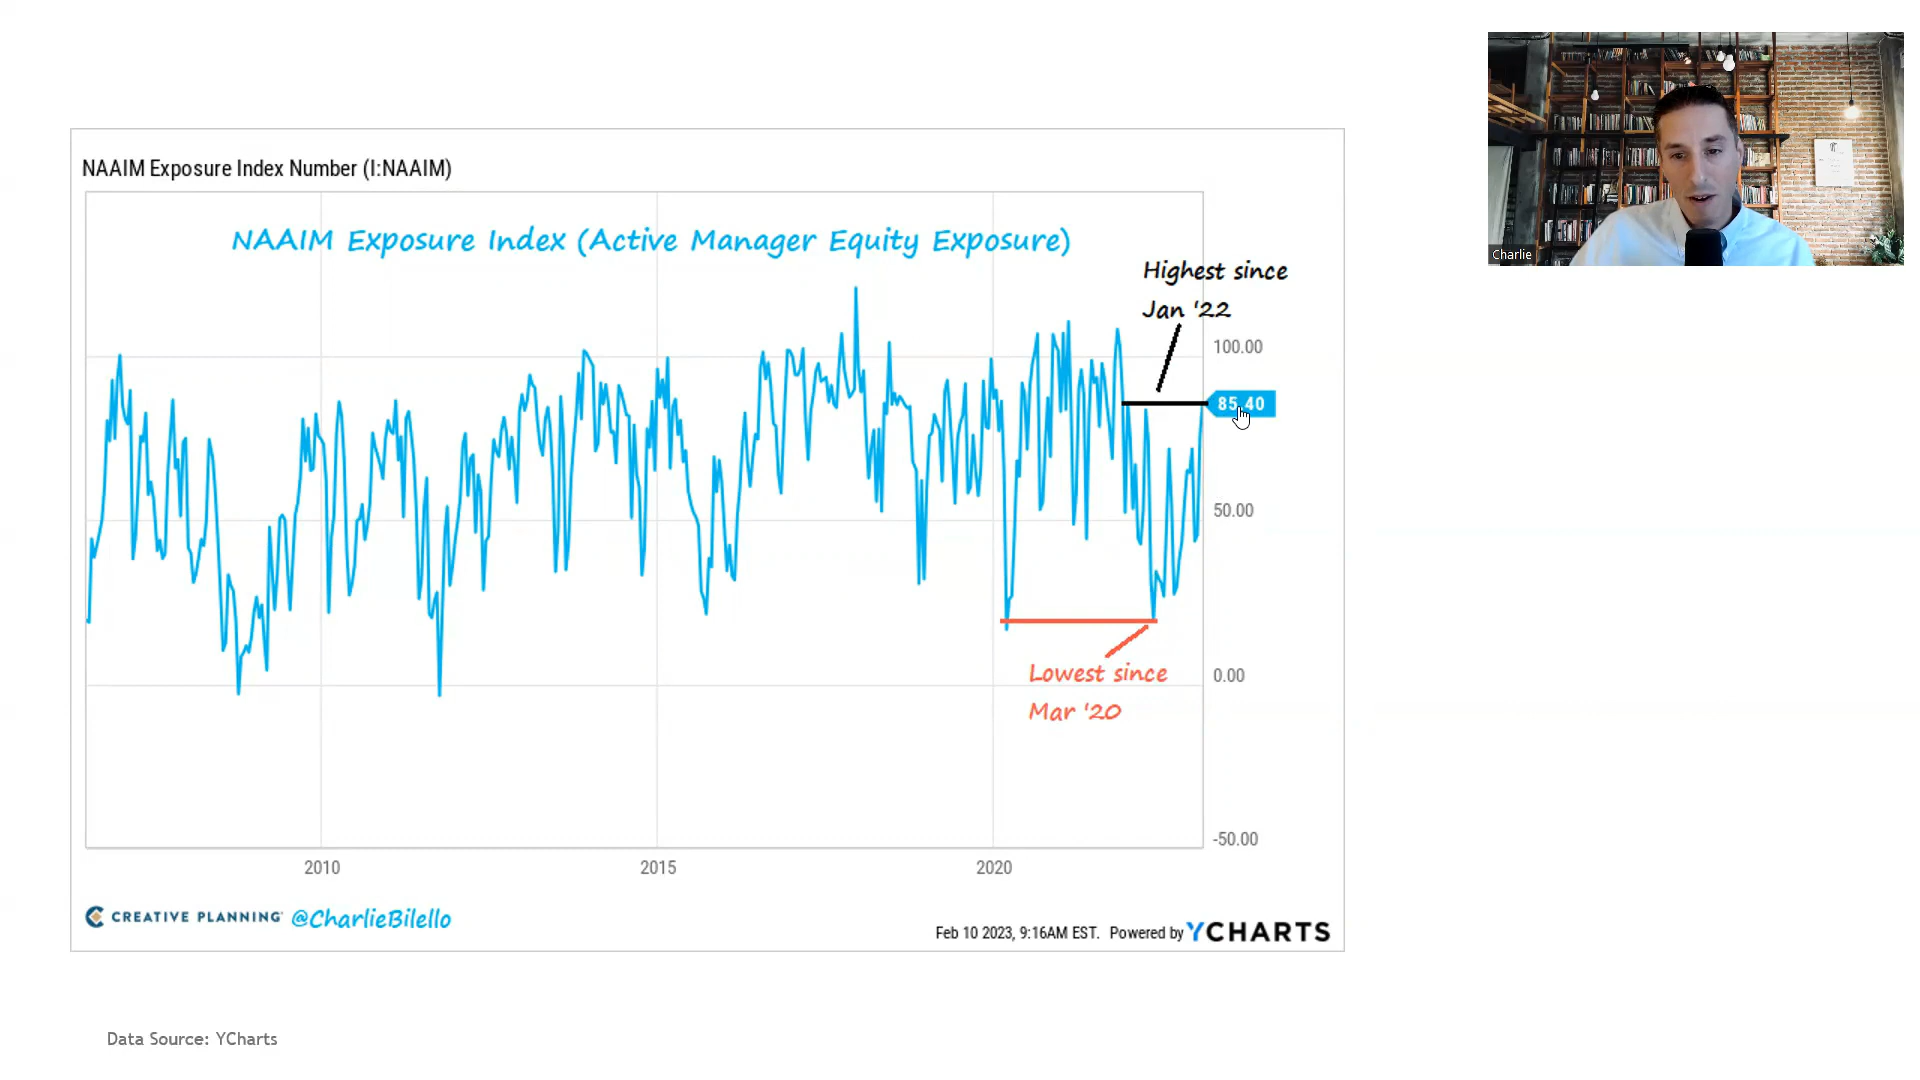 NAAIM Exposure Index Number (I:NAAIM)
NAAIM Exposure Index (Active Manager Equity Exposure)
Highest since
Jan '22
100.00
85.40
50.00
0.00
-50.00
Lowest since
Mar '20
2010
2015
2020
CREATIVE PLANNING @CharlieBilello
Feb 10 2023, 9:16AM EST. Powered by YCHARTS
Data Source: YCharts
Charlie